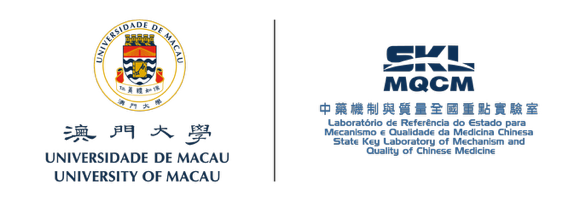 UNIVERSIDADE DE MACAU
仁義禮知信
澳門大學
澳門大學
UNIVERSIDADE DE MACAU
UNIVERSITY OF MACAU
SKL
MQCM
中藥機制與質量全國重點實驗室
Laboratório de Referência do Estado para
Mecanismo e Qualidade da Medicina Chinesa
State Key Laboratory of Mechanism and
Quality of Chinese Medicine